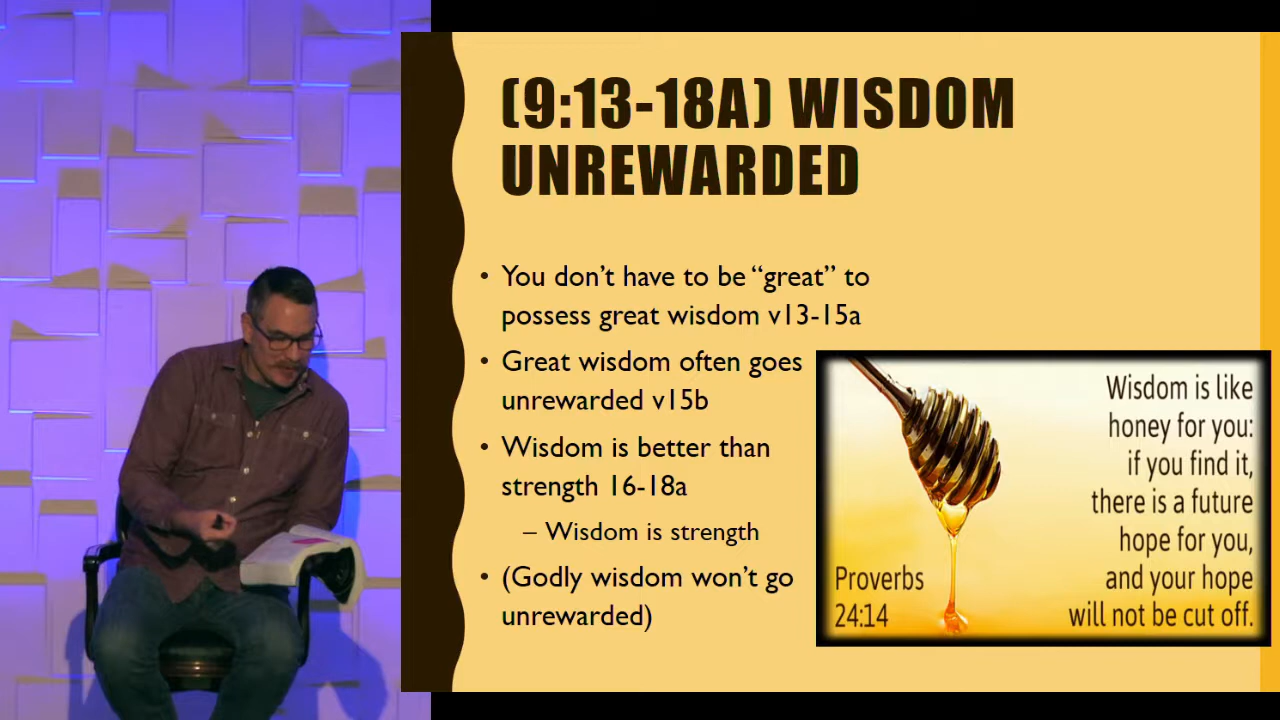 (9:13-18A) WISDOM
UNREWARDED
• You don’t have to be “great” to
possess great wisdom v13-15a
• Great wisdom often goes
unrewarded v15b
• Wisdom is better than
strength 16-18a
– Wisdom is strength
• (Godly wisdom won’t go
unrewarded)
Wisdom is like
honey for you:
if you find it,
there is a future
hope for you,
and your hope
will not be cut off.
Proverbs
24:14